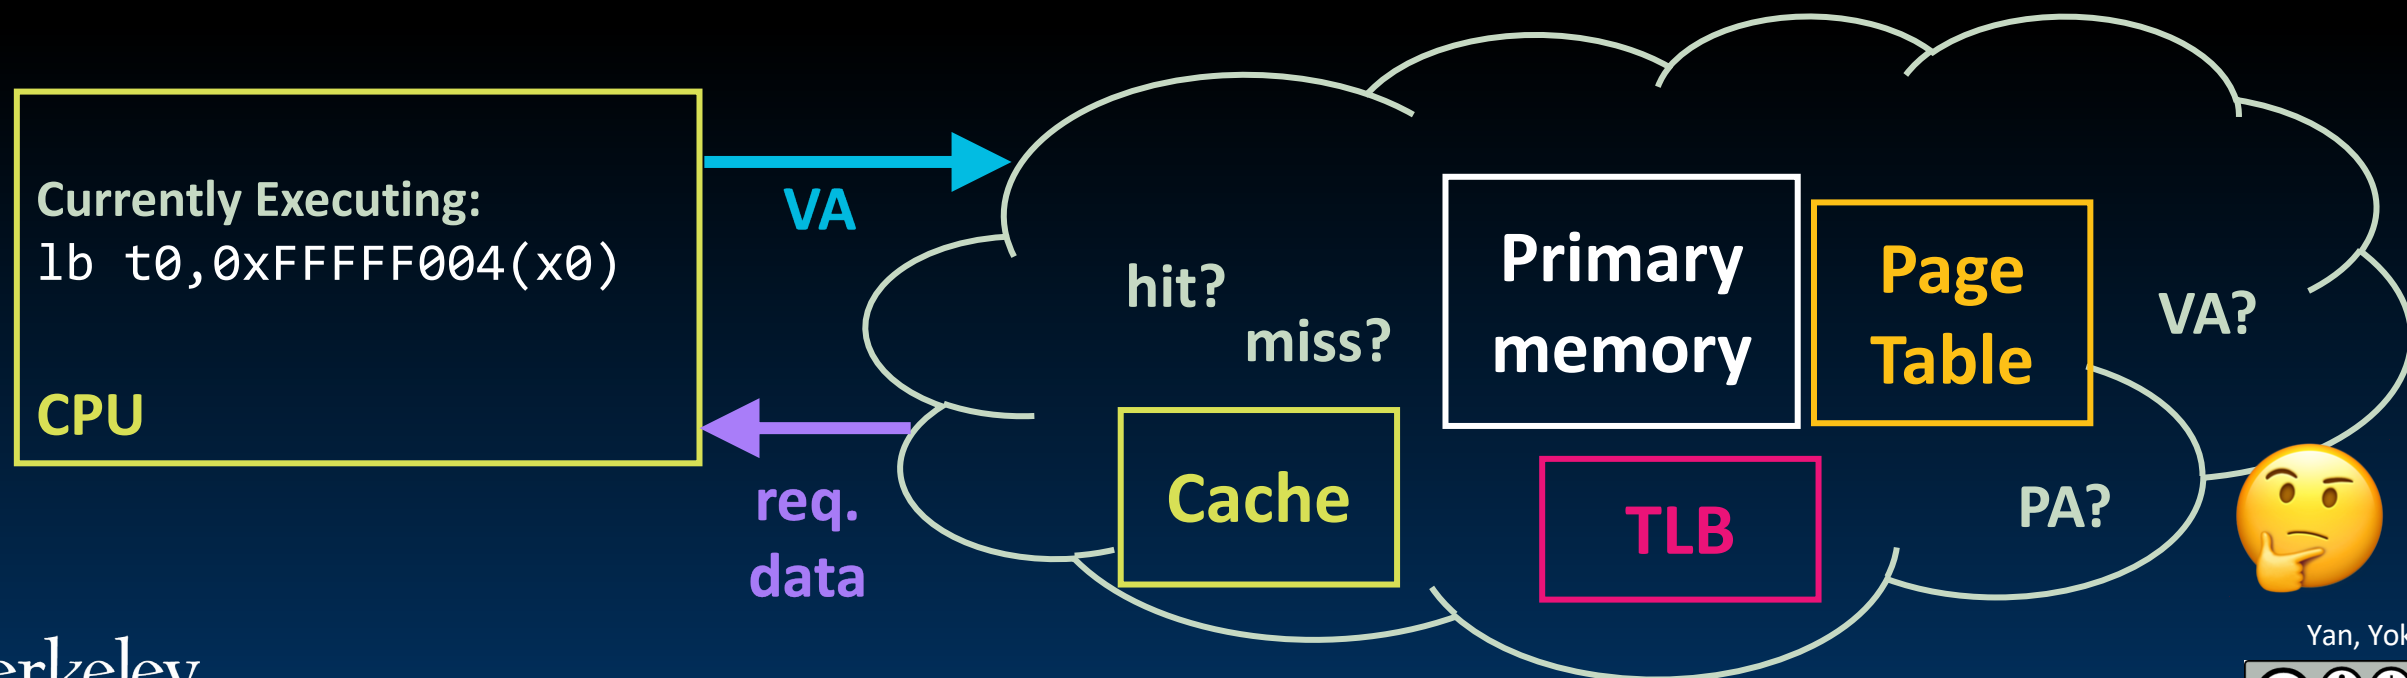 Currently Executing:
lb t0,0xFFFFF004(x0)
CPU
VA
req.
data
hit?
miss?
Cache
Primary
memory
Page
Table
TLB
VA?
PA?
Yan,